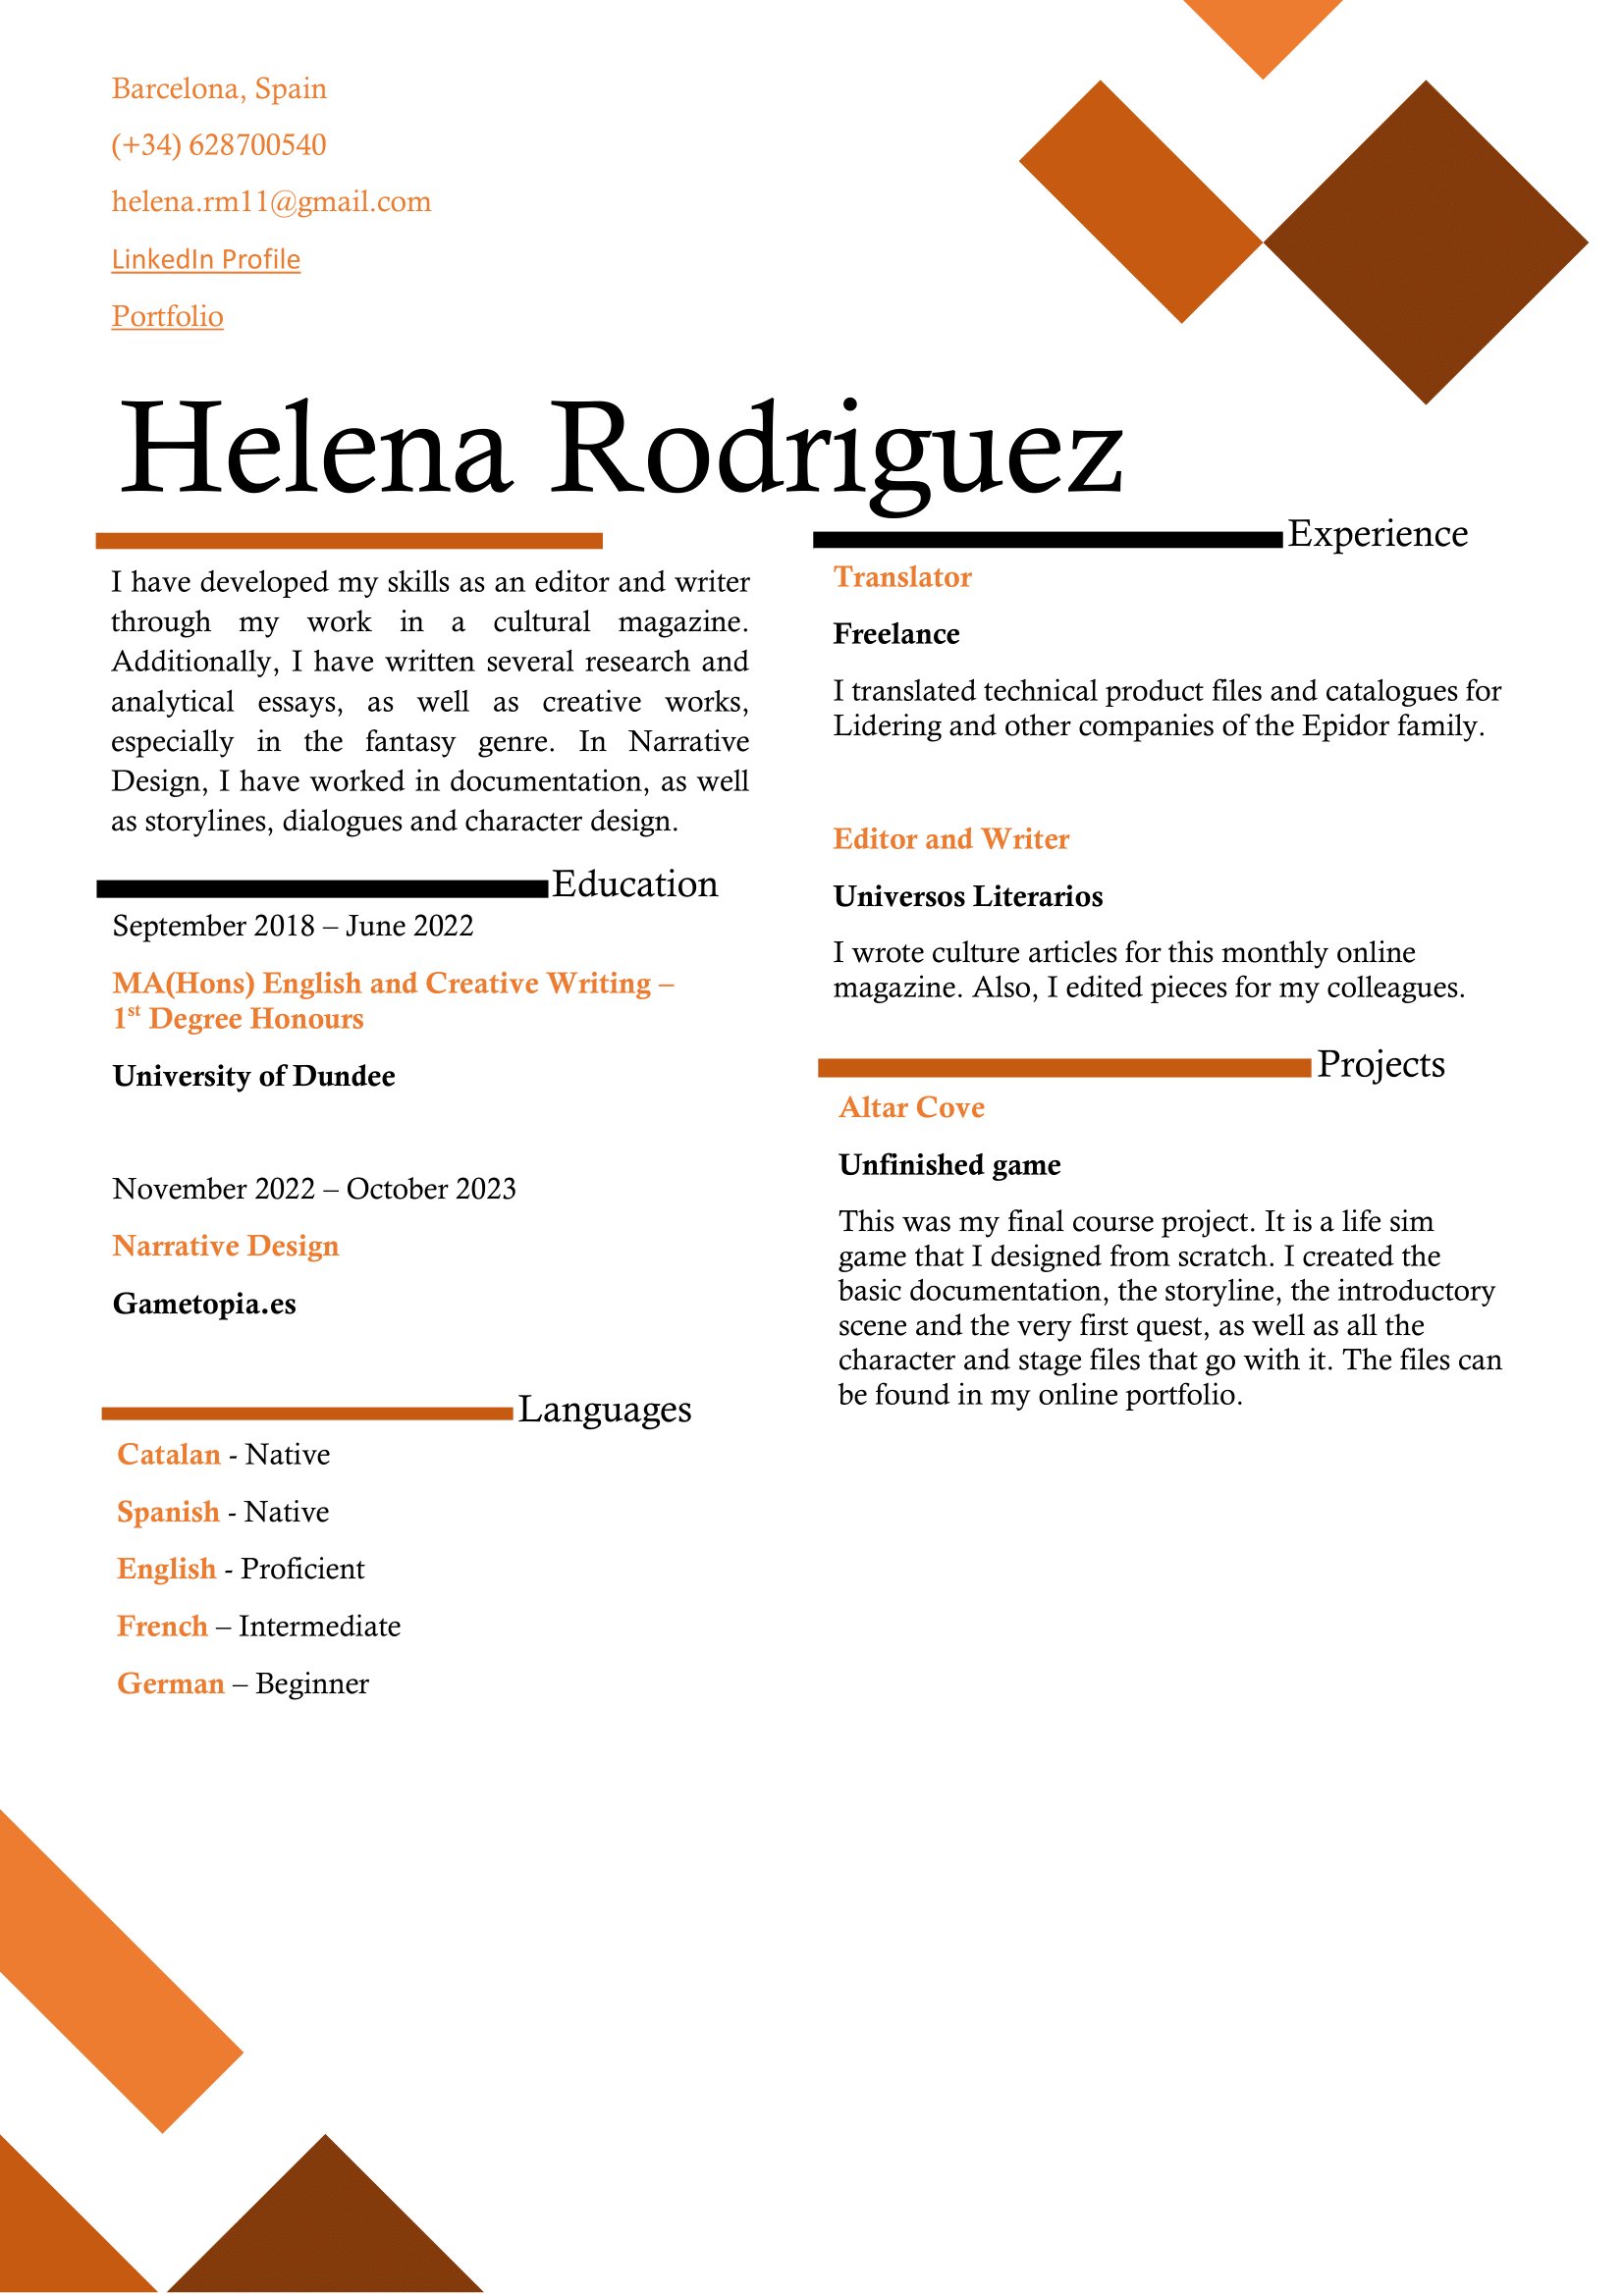 Barcelona, Spain
(+34) 628700540
helena.rm11@gmail.com
LinkedIn Profile
Portfolio
Helena Rodriguez
I have developed my skills as an editor and writer
through my work in a cultural magazine.
Additionally, I have written several research and
analytical essays, as well as creative works,
especially in the fantasy genre. In Narrative
Design, I have worked in documentation, as well
as storylines, dialogues and character design.
Education
September 2018 – June 2022
MA(Hons) English and Creative Writing –
1st Degree Honours
University of Dundee
November 2022 – October 2023
Narrative Design
Gametopia.es
Languages
Catalan - Native
Spanish - Native
English - Proficient
French – Intermediate
German – Beginner
Experience
Translator
Freelance
I translated technical product files and catalogues for
Lidering and other companies of the Epidor family.
Editor and Writer
Universos Literarios
I wrote culture articles for this monthly online
magazine. Also, I edited pieces for my colleagues.
Projects
Altar Cove
Unfinished game
This was my final course project. It is a life sim
game that I designed from scratch. I created the
basic documentation, the storyline, the introductory
scene and the very first quest, as well as all the
character and stage files that go with it. The files can
be found in my online portfolio.